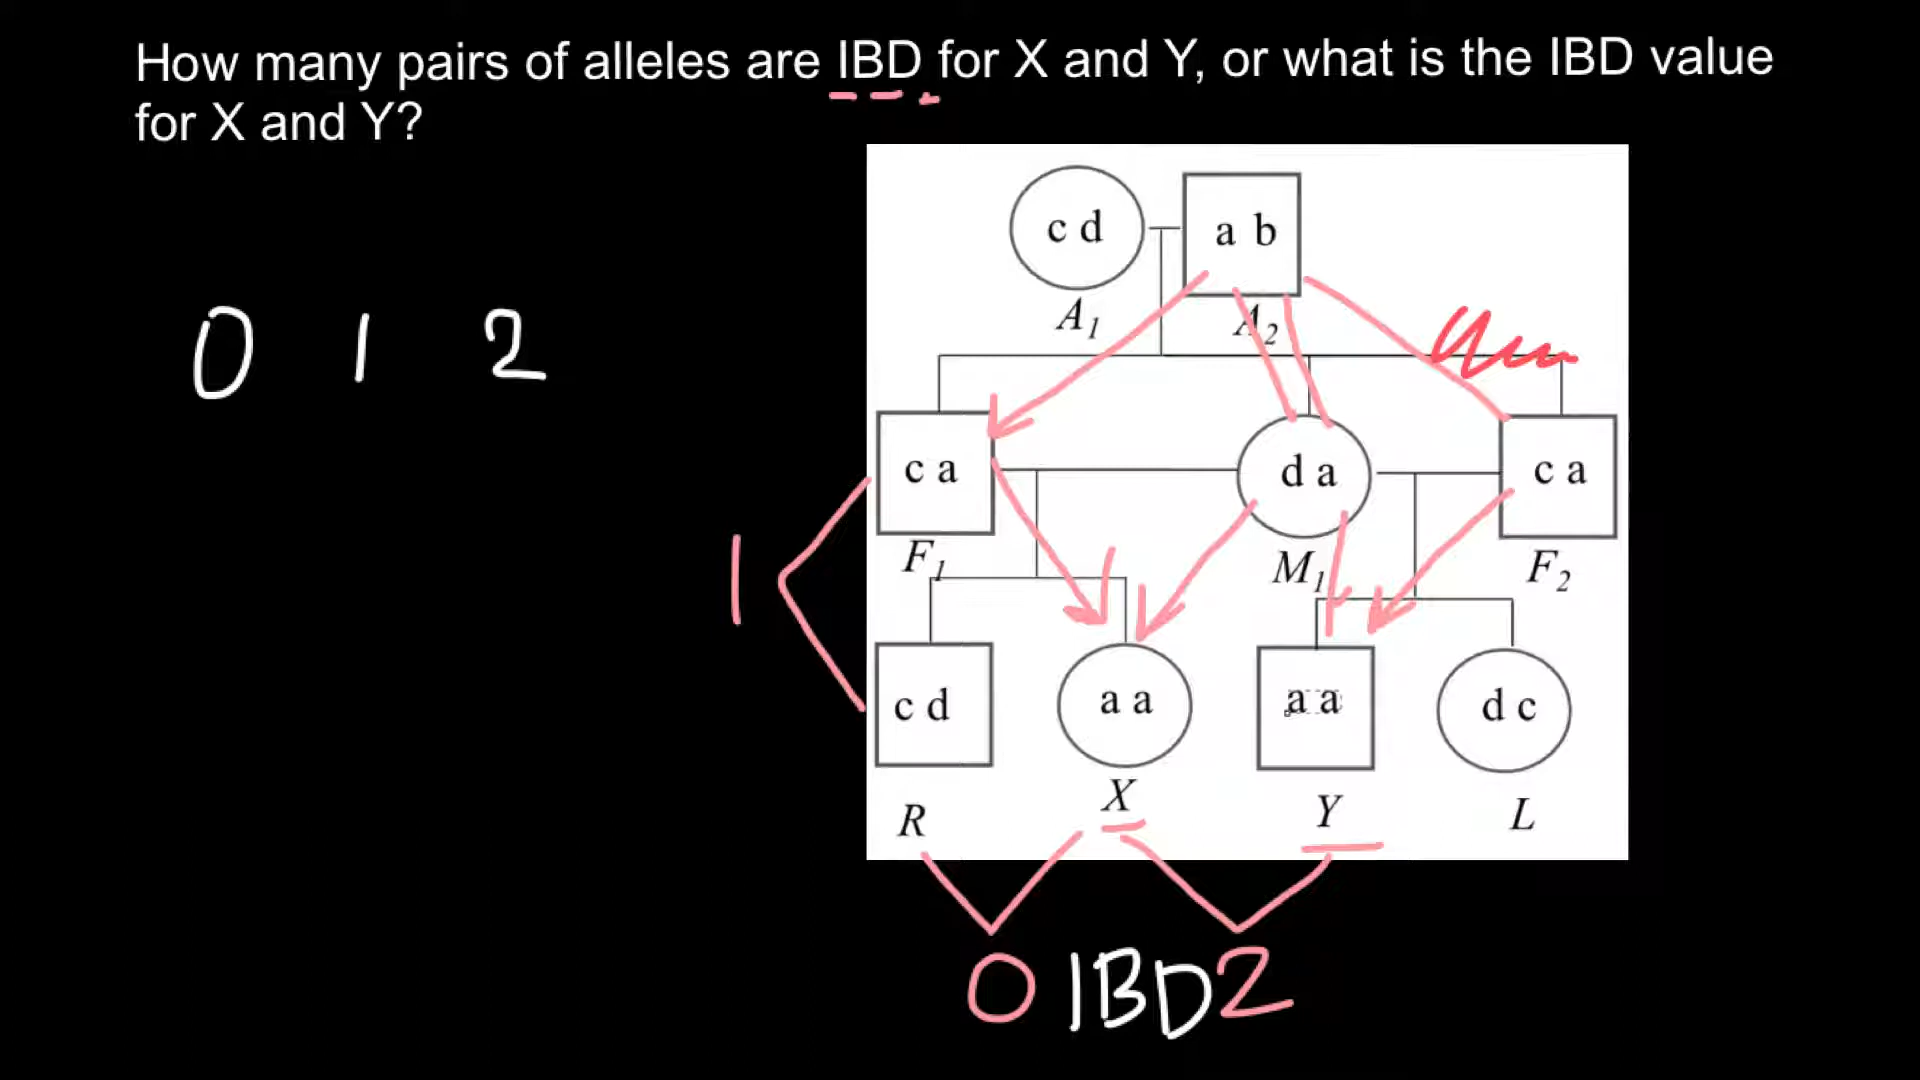 How many pairs of alleles are IBD for X and Y, or what is the IBD value
for X and Y?
c d
a b
A1
A2
0 1 2
c a
d a
c a
F1
M1
F2
1
c d
a a
a a
d c
R
X
Y
L
0 IBD 2